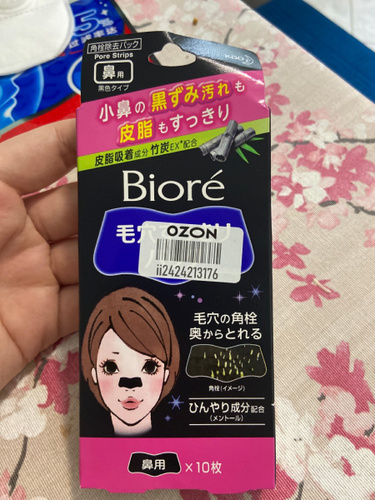 角栓除去パック
Pore Strips
鼻用
黒色タイプ
小鼻の黒ずみ汚れも
皮脂もすっきり
皮脂吸着成分 竹炭EX*配合
Bioré
毛穴
OZON
ii2424213176
毛穴の角栓
奥からとれる
角栓(イメージ)
ひんやり成分配合
(メントール)
鼻用
×10枚